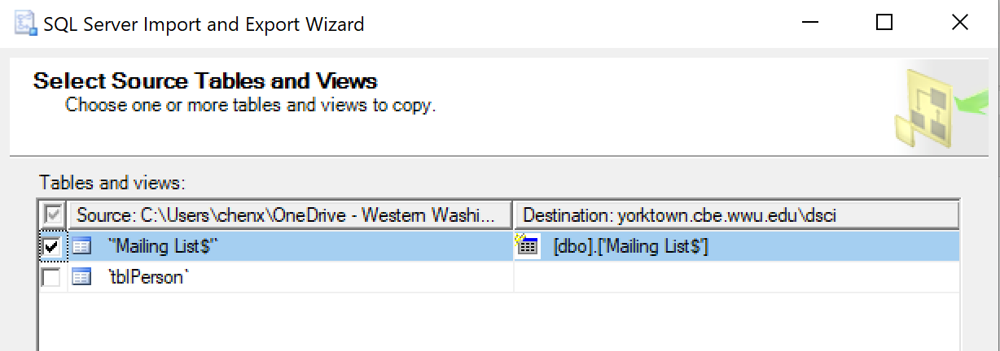 SQL Server Import and Export Wizard
Select Source Tables and Views
Choose one or more tables and views to copy.
Tables and views:
Source: C:\Users\chenx\OneDrive - Western Washi... Destination: yorktown.cbe.wwu.edu\dsci
`'Mailing List$'` [dbo].['Mailing List$']
`tblPerson`